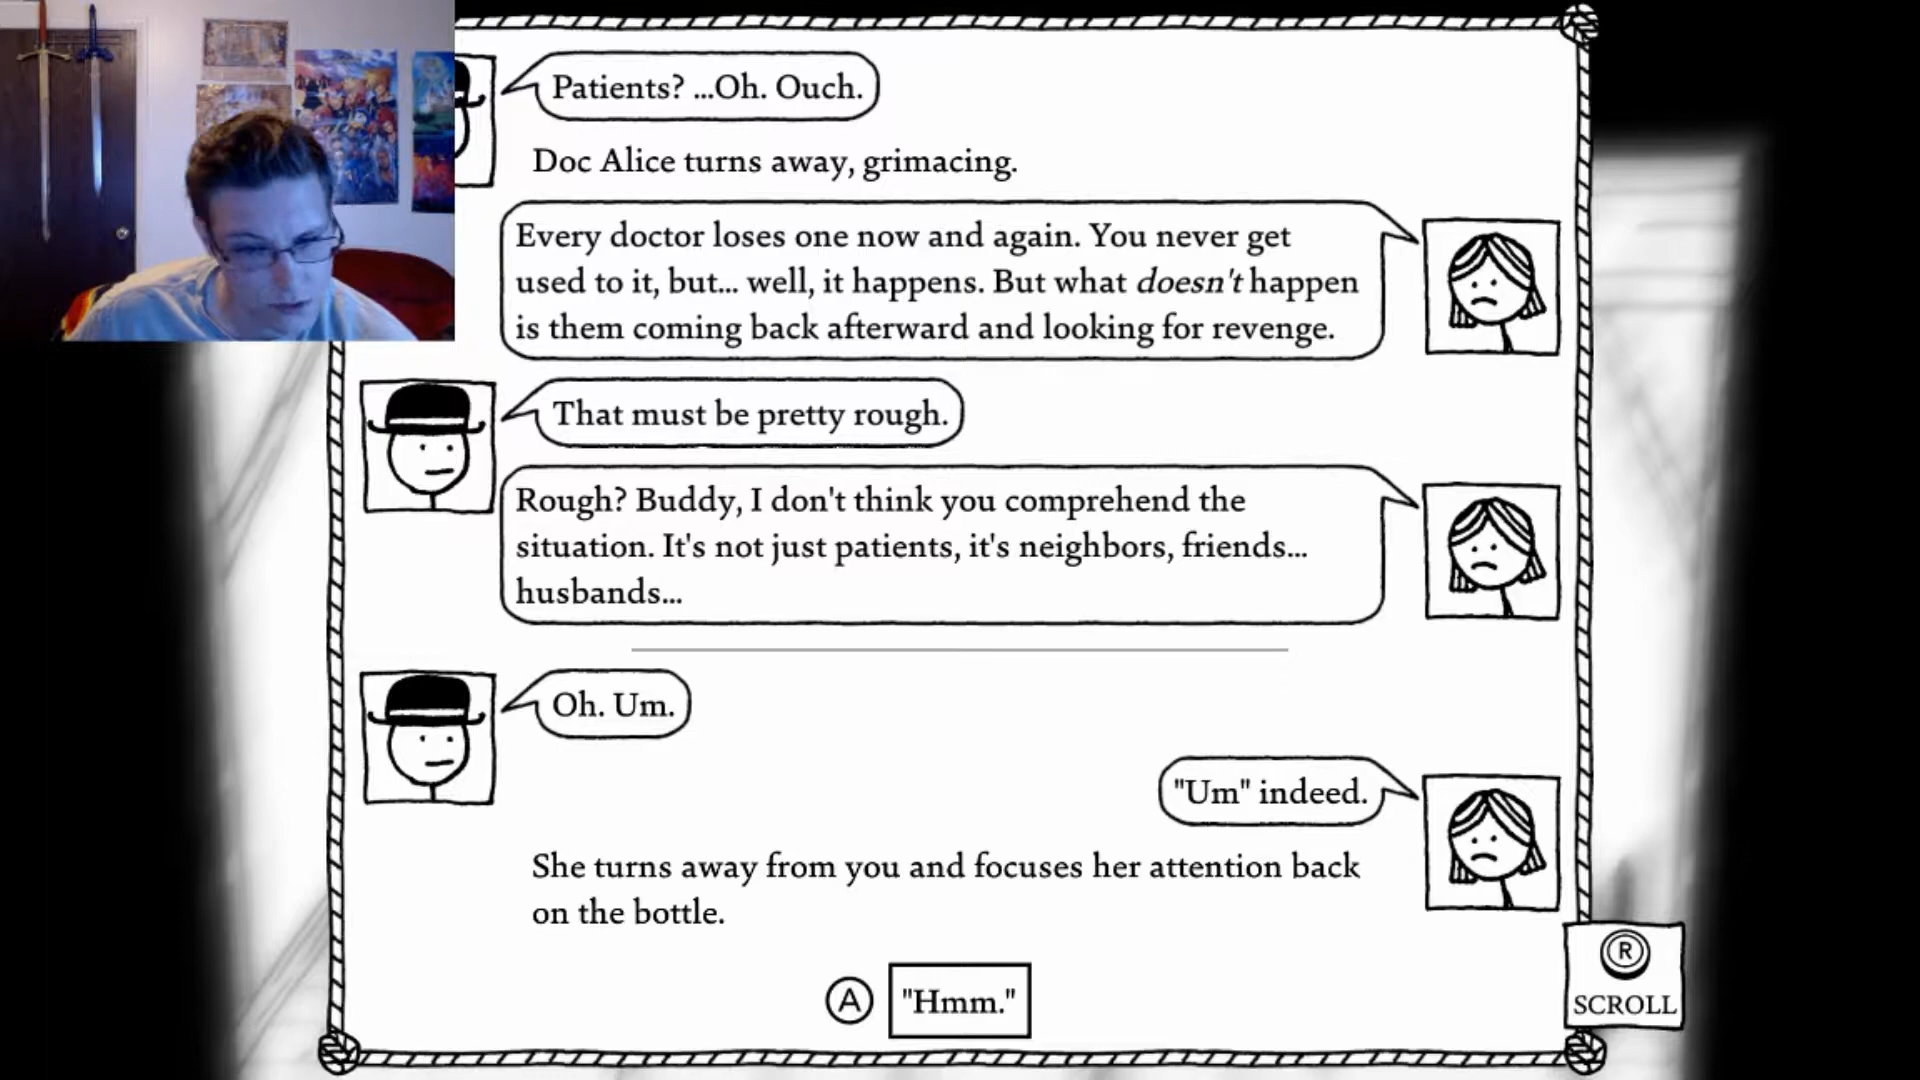 Patients? ...Oh. Ouch.
Doc Alice turns away, grimacing.
Every doctor loses one now and again. You never get
used to it, but... well, it happens. But what doesn't happen
is them coming back afterward and looking for revenge.
That must be pretty rough.
Rough? Buddy, I don't think you comprehend the
situation. It's not just patients, it's neighbors, friends...
husbands...
Oh. Um.
"Um" indeed.
She turns away from you and focuses her attention back
on the bottle.
A "Hmm."
R
SCROLL